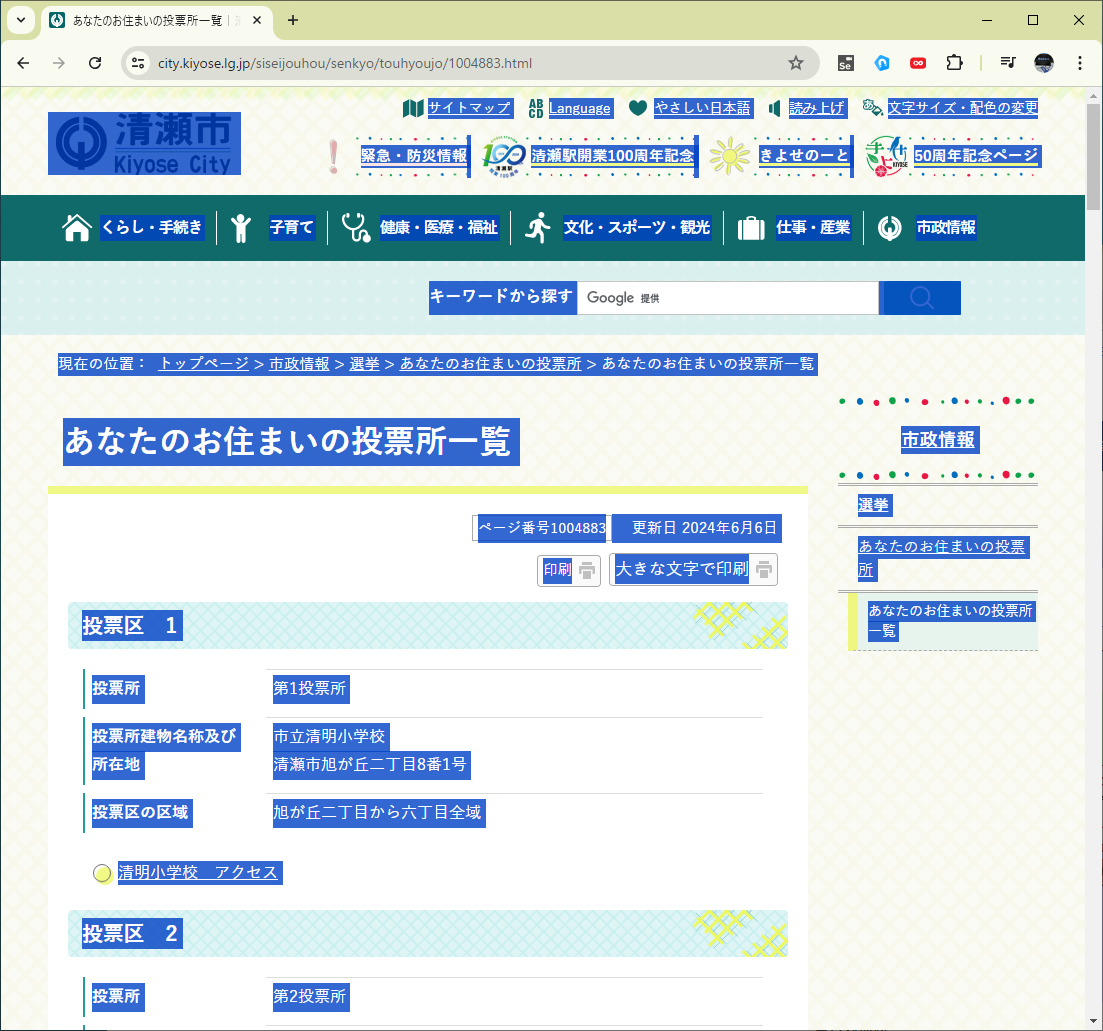 あなたのお住まいの投票所一覧 |
city.kiyose.lg.jp/siseijouhou/senkyo/touhyoujo/1004883.html
サイトマップ
Language
やさしい日本語
読み上げ
文字サイズ・配色の変更
清瀬市
Kiyose City
緊急・防災情報
清瀬駅開業100周年記念
きよせのーと
50周年記念ページ
くらし・手続き
子育て
健康・医療・福祉
文化・スポーツ・観光
仕事・産業
市政情報
キーワードから探す
Google 提供
現在の位置： トップページ > 市政情報 > 選挙 > あなたのお住まいの投票所 > あなたのお住まいの投票所一覧
あなたのお住まいの投票所一覧
ページ番号1004883
更新日 2024年6月6日
印刷
大きな文字で印刷
投票区　1
投票所
第1投票所
投票所建物名称及び
所在地
市立清明小学校
清瀬市旭が丘二丁目8番1号
投票区の区域
旭が丘二丁目から六丁目全域
清明小学校　アクセス
投票区　2
投票所
第2投票所
市政情報
選挙
あなたのお住まいの投票
所
あなたのお住まいの投票所
一覧